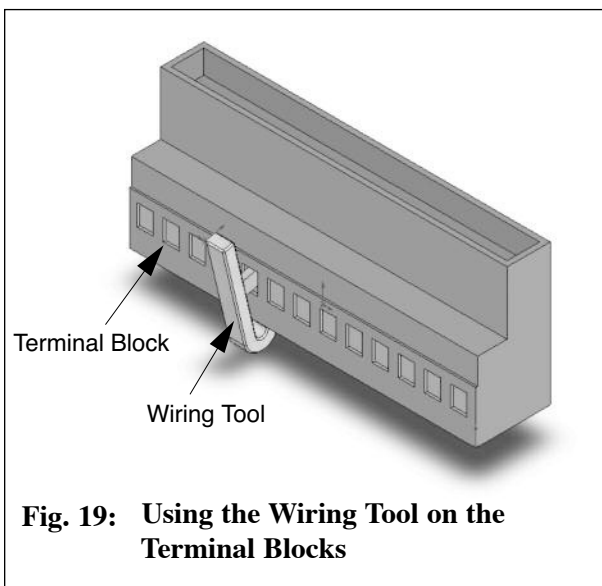 Terminal Block
Wiring Tool
Fig. 19: Using the Wiring Tool on the
Terminal Blocks